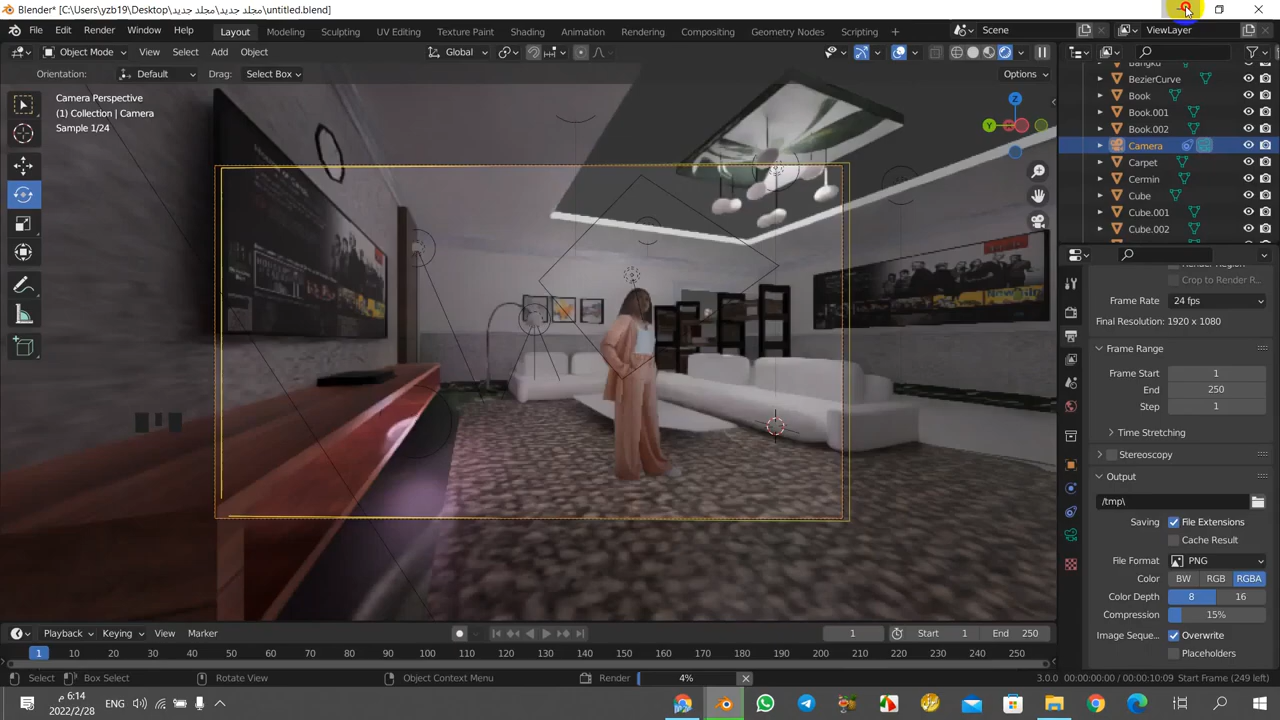 Blender* [C:\Users\yzb19\Desktop\مجلد جديد\مجلد جديد\untitled.blend]
File Edit Render Window Help Layout Modeling Sculpting UV Editing Texture Paint Shading Animation Rendering Compositing Geometry Nodes Scripting + Scene ViewLayer
Object Mode View Select Add Object Global
Orientation: Default Drag: Select Box Options
Camera Perspective
(1) Collection | Camera
Sample 1/24
Z
Y
BezierCurve
Book
Book.001
Book.002
Camera
Carpet
Cermin
Cube
Cube.001
Cube.002
Crop to Render R...
Frame Rate 24 fps
Final Resolution: 1920 x 1080
Frame Range
Frame Start 1
End 250
Step 1
Time Stretching
Stereoscopy
Output
/tmp\
Saving File Extensions
Cache Result
File Format PNG
Color BW RGB RGBA
Color Depth 8 16
Compression 15%
Image Seque... Overwrite
Placeholders
Playback Keying View Marker 1 Start 1 End 250
1 10 20 30 40 50 60 70 80 90 100 110 120 130 140 150 160 170 180 190 200 210 220 230 240 250
Select Box Select Rotate View Object Context Menu Render 4% 3.0.0 00:00:00:00 / 00:00:10:09 Start Frame (249 left)
6:14 م
2022/2/28
ENG